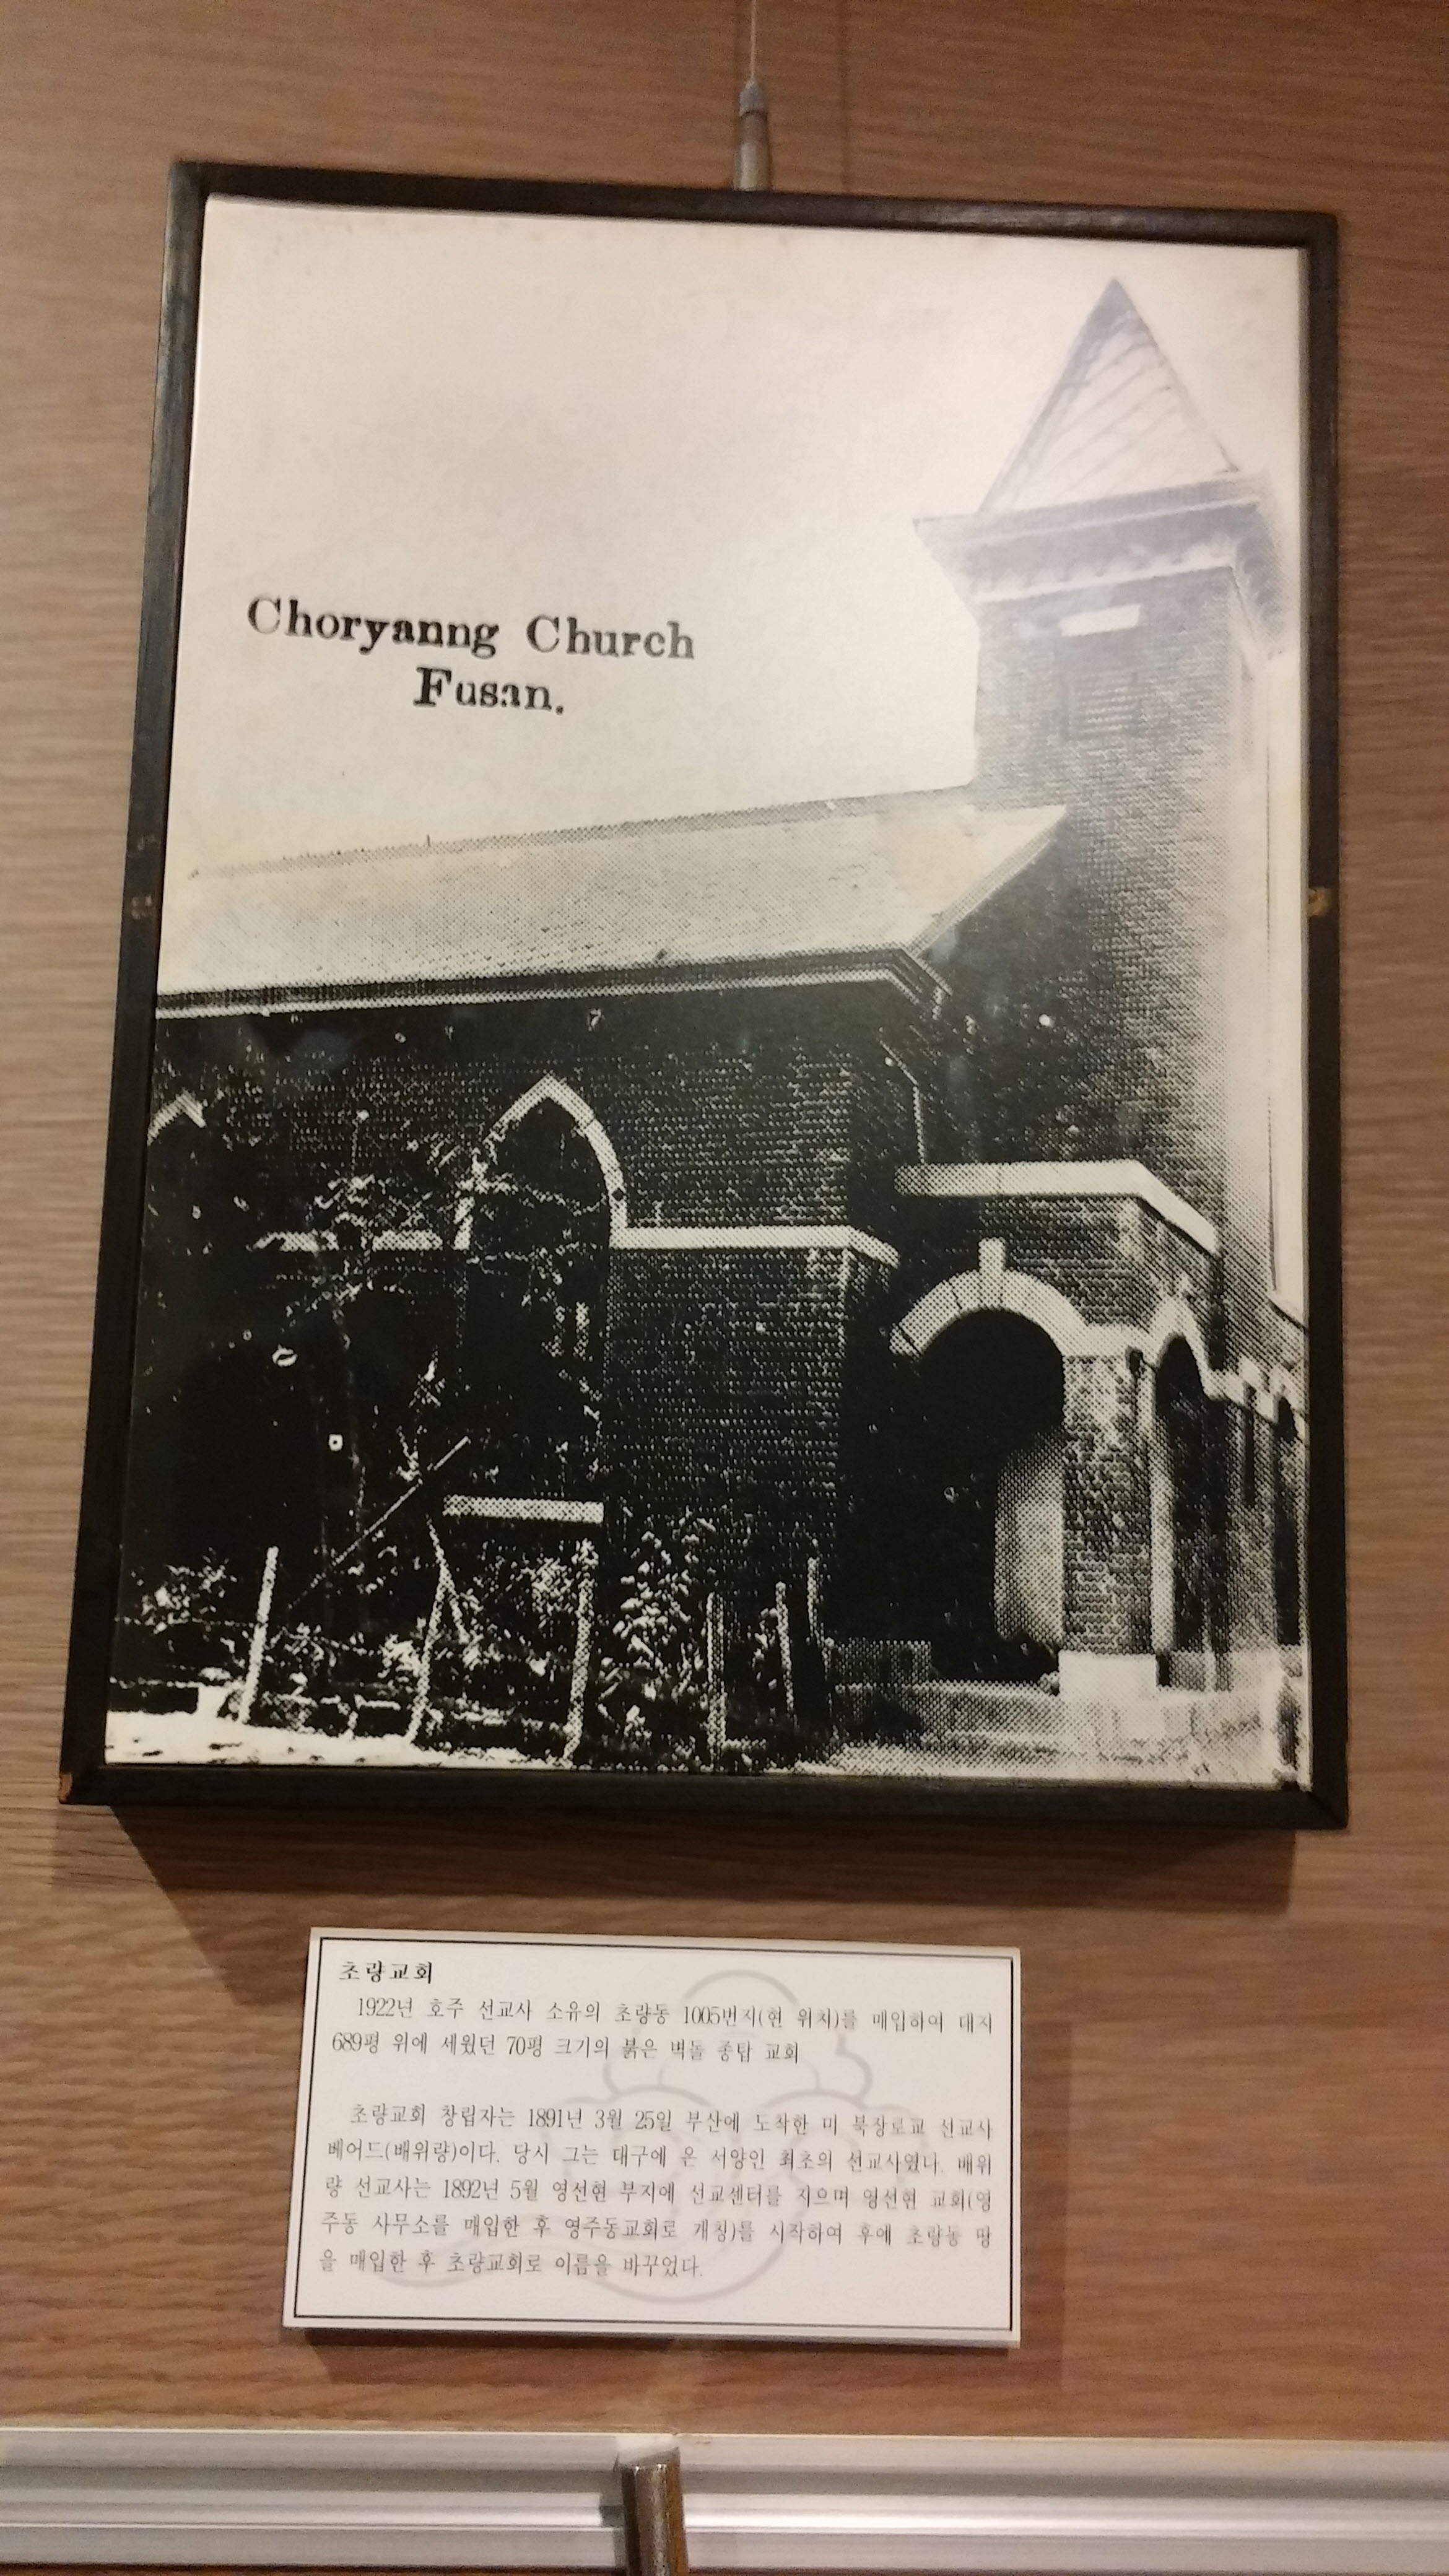 Choryanng Church
Fusan.
초량교회
1922년 호주 선교사 소유의 초량동 1005번지(현 위치)를 매입하여 대지
689평 위에 세웠던 70평 크기의 붉은 벽돌 종탑 교회
초량교회 창립자는 1891년 3월 25일 부산에 도착한 미 북장로교 선교사
베어드(배위량)이다. 당시 그는 대구에 온 서양인 최초의 선교사였다. 배위
량 선교사는 1892년 5월 영선현 부지에 선교센터를 지으며 영선현 교회(영
주동 사무소를 매입한 후 영주동교회로 개칭)를 시작하여 후에 초량동 땅
을 매입한 후 초량교회로 이름을 바꾸었다.